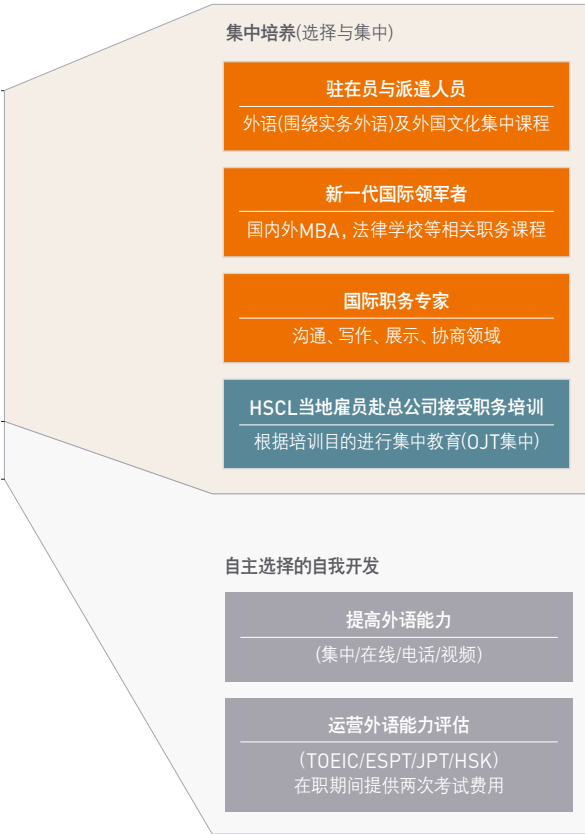 集中培养(选择与集中)
驻在员与派遣人员
外语(围绕实务外语)及外国文化集中课程
新一代国际领军者
国内外MBA，法律学校等相关职务课程
国际职务专家
沟通、写作、展示、协商领域
HSCL当地雇员赴总公司接受职务培训
根据培训目的进行集中教育(OJT集中)
自主选择的自我开发
提高外语能力
(集中/在线/电话/视频)
运营外语能力评估
(TOEIC/ESPT/JPT/HSK)
在职期间提供两次考试费用